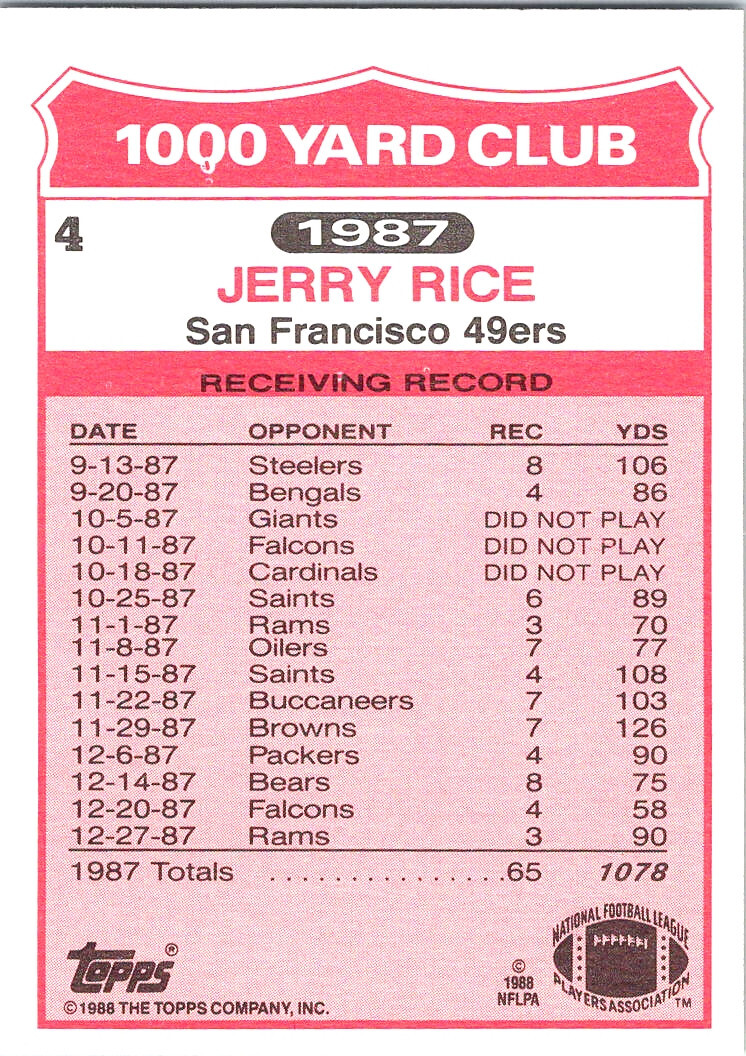 1000 YARD CLUB
4
1987
JERRY RICE
San Francisco 49ers
RECEIVING RECORD
DATE OPPONENT REC YDS
9-13-87 Steelers 8 106
9-20-87 Bengals 4 86
10-5-87 Giants DID NOT PLAY
10-11-87 Falcons DID NOT PLAY
10-18-87 Cardinals DID NOT PLAY
10-25-87 Saints 6 89
11-1-87 Rams 3 70
11-8-87 Oilers 7 77
11-15-87 Saints 4 108
11-22-87 Buccaneers 7 103
11-29-87 Browns 7 126
12-6-87 Packers 4 90
12-14-87 Bears 8 75
12-20-87 Falcons 4 58
12-27-87 Rams 3 90
1987 Totals . . . . . . . . . . . . . . . 65 1078
Topps®
©1988 THE TOPPS COMPANY, INC.
©
1988
NFLPA
NATIONAL FOOTBALL LEAGUE
PLAYERS ASSOCIATION™